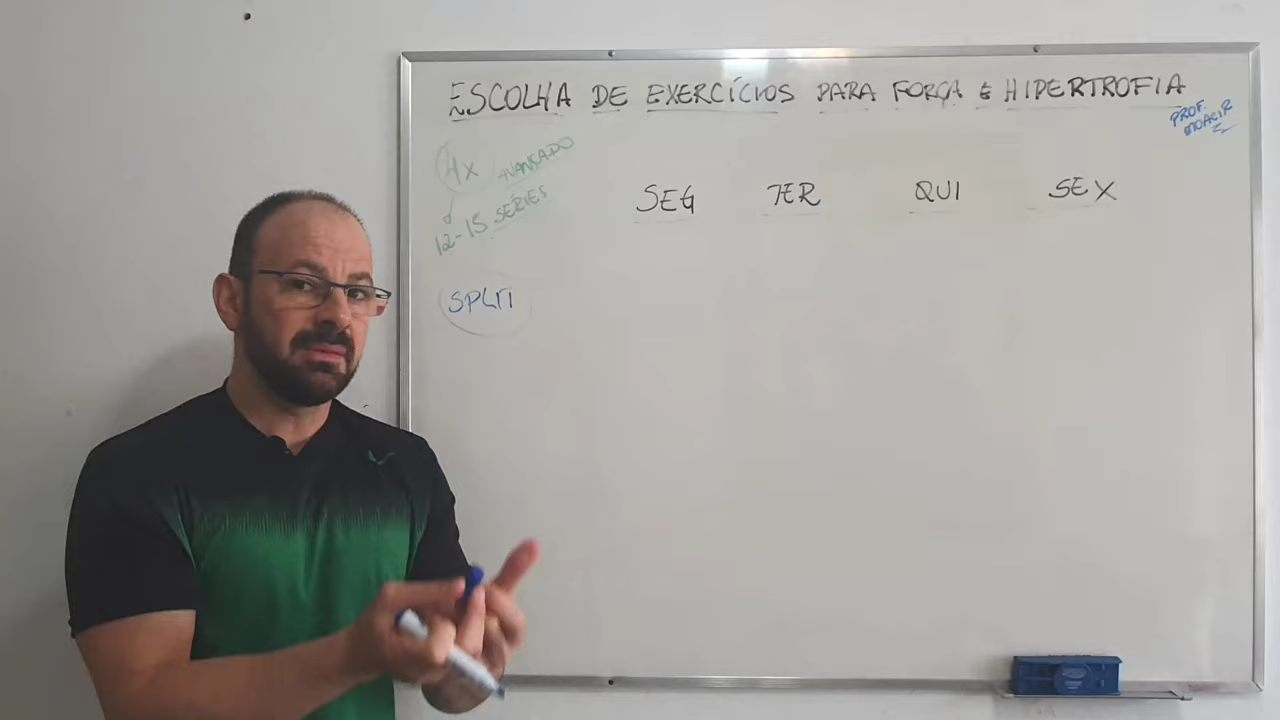 ESCOLHA DE EXERCÍCIOS PARA FORÇA E HIPERTROFIA
PROF. MOACIR
4x AVANÇADO
12-15 SÉRIES
SEG TER QUI SEX
SPLIT